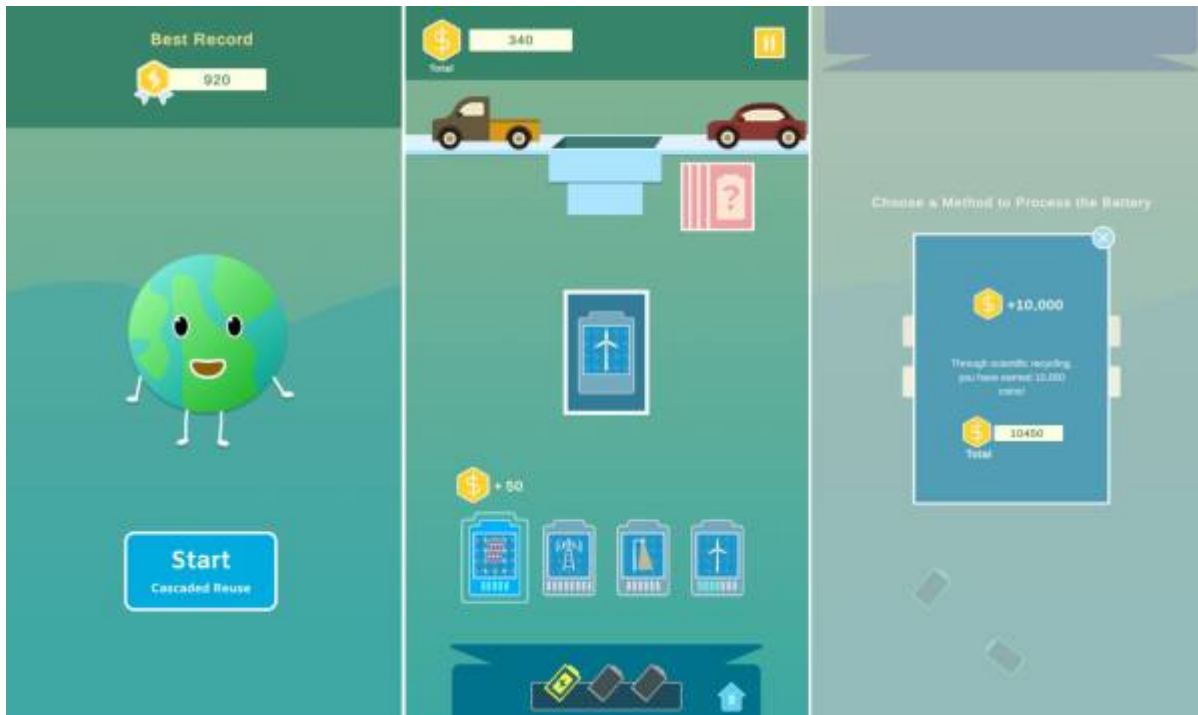 Best Record
920
Start
Cascaded Reuse
340
Total
?
+ 50
Choose a Method to Process the Battery
+10,000
Through scientific recycling,
you have earned 10,000
coins!
10450
Total